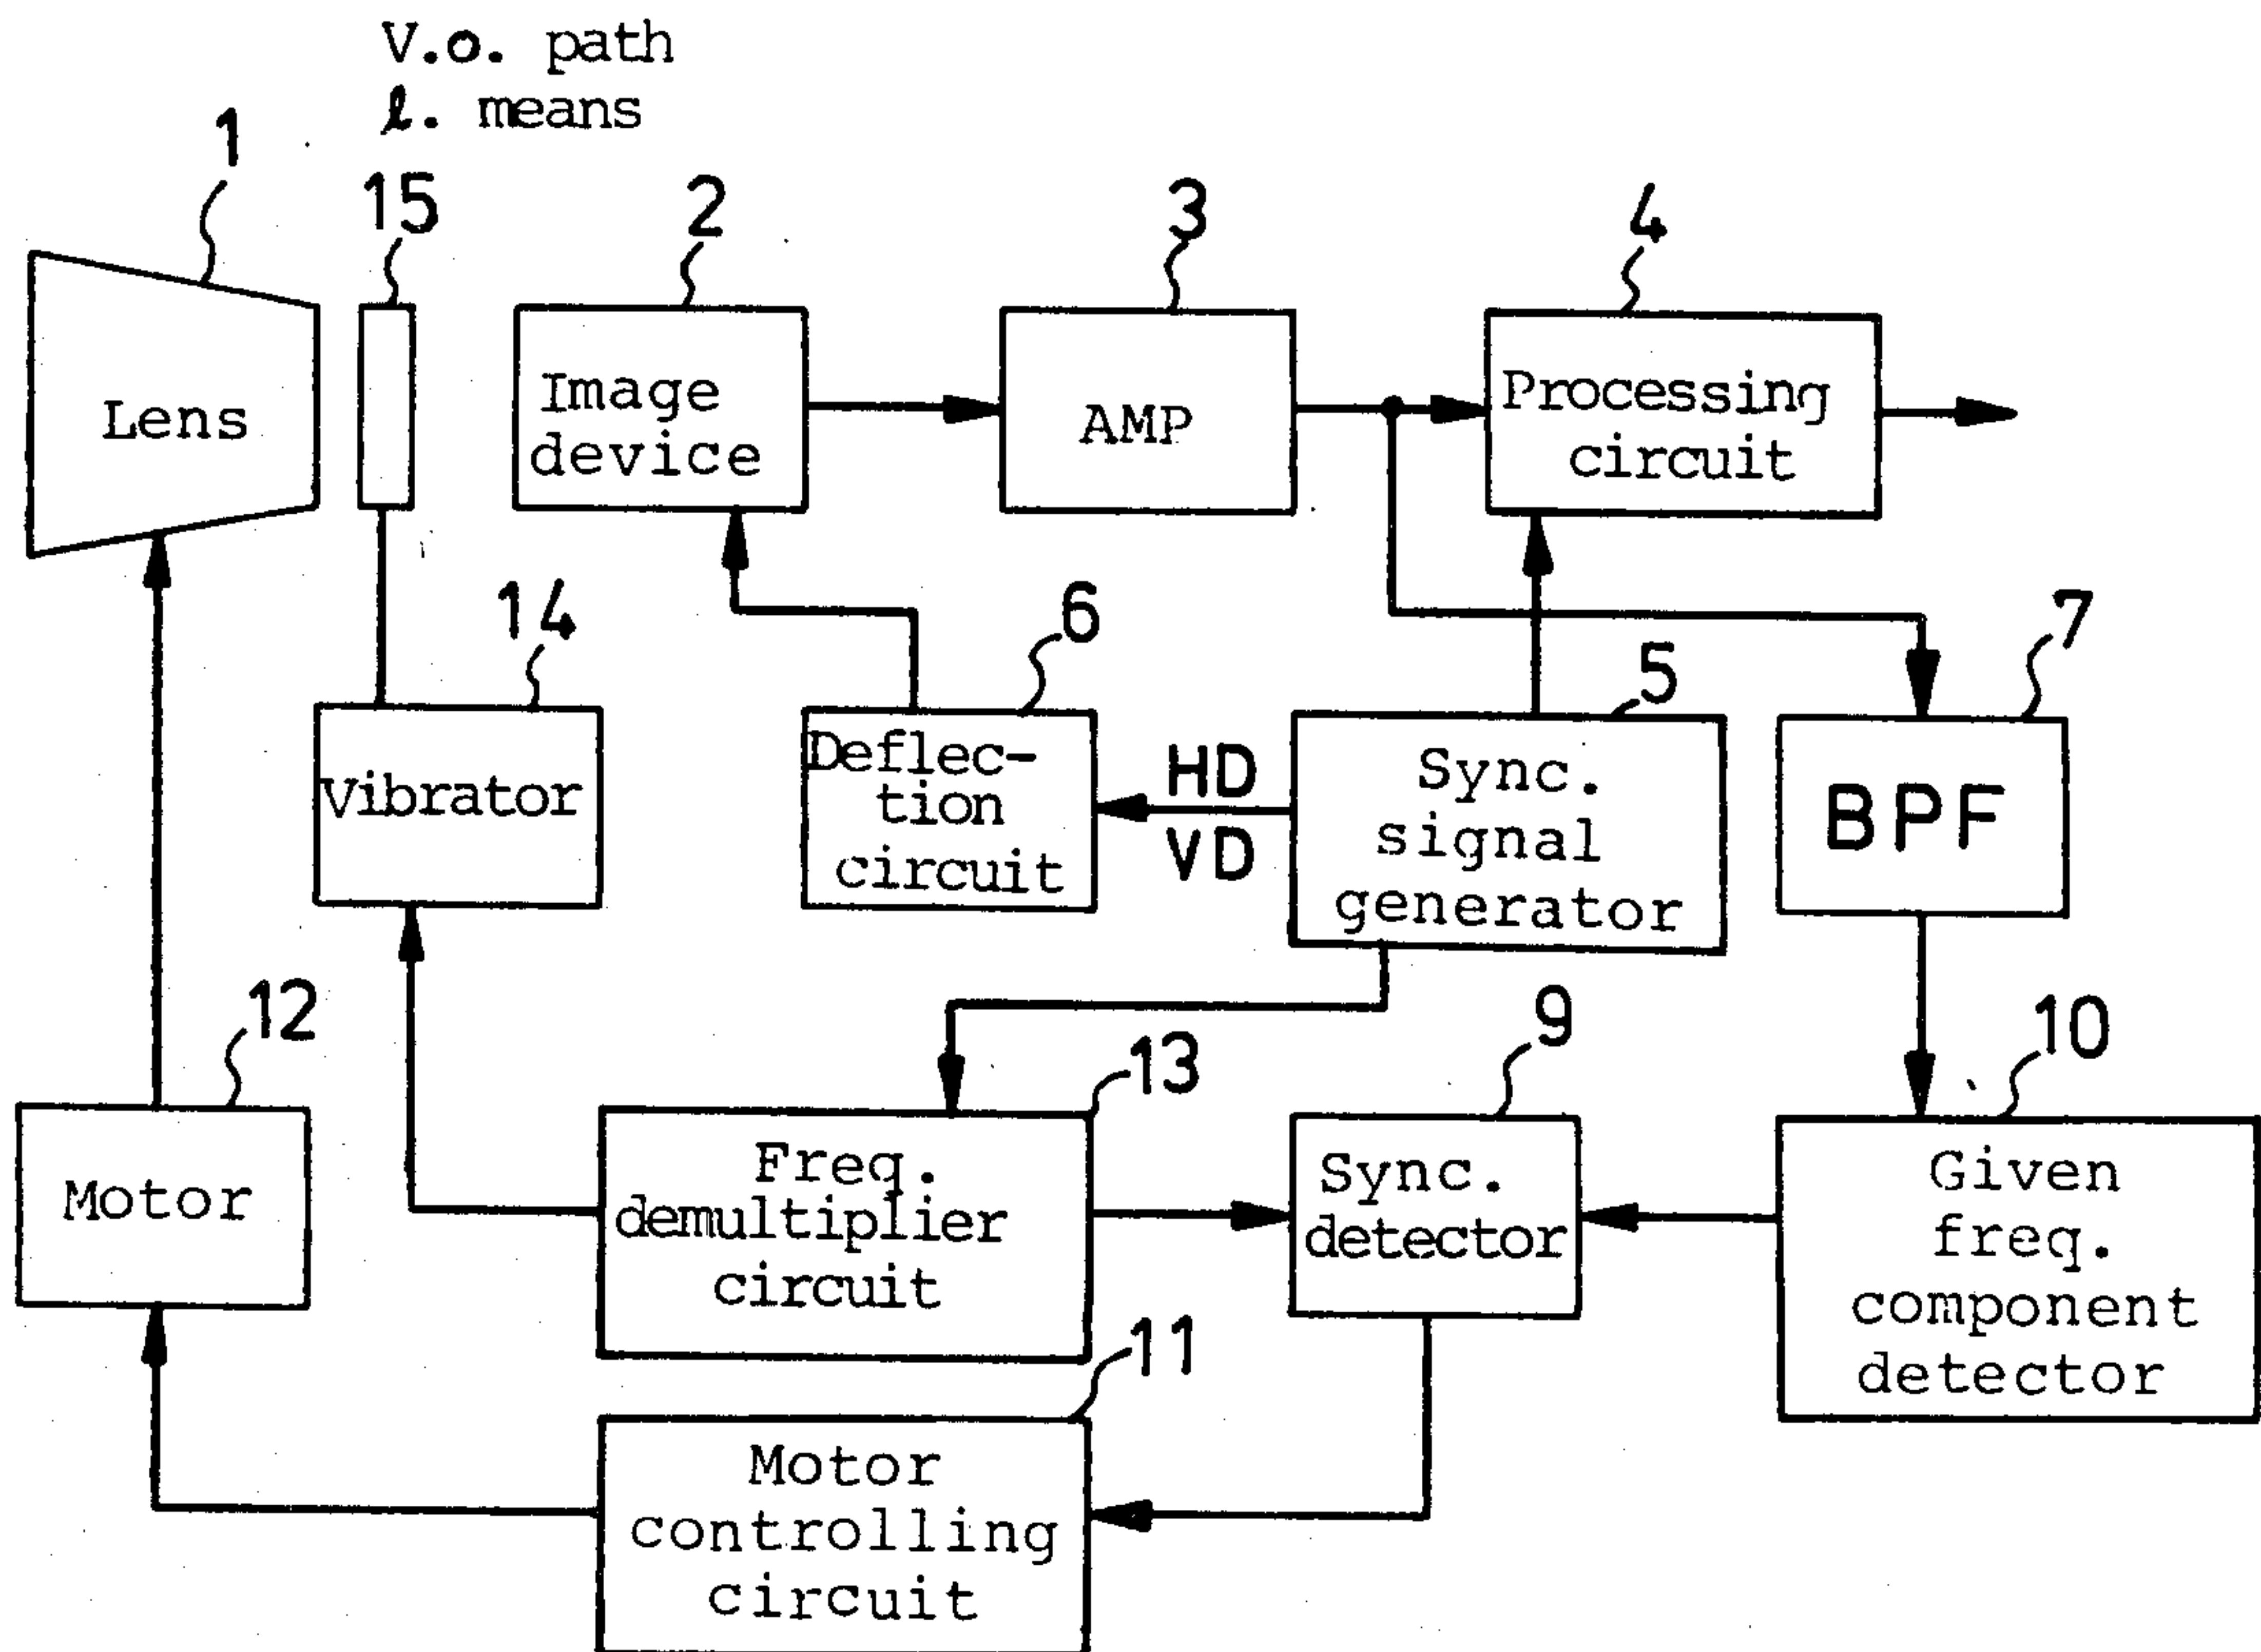 V.o. path
l. means
1
15
2
3
4
Lens
Image
device
AMP
Processing
circuit
14
6
5
7
Vibrator
Deflec-
tion
circuit
HD
VD
Sync.
signal
generator
BPF
12
13
9
10
Motor
Freq.
demultiplier
circuit
Sync.
detector
Given
freq.
component
detector
11
Motor
controlling
circuit